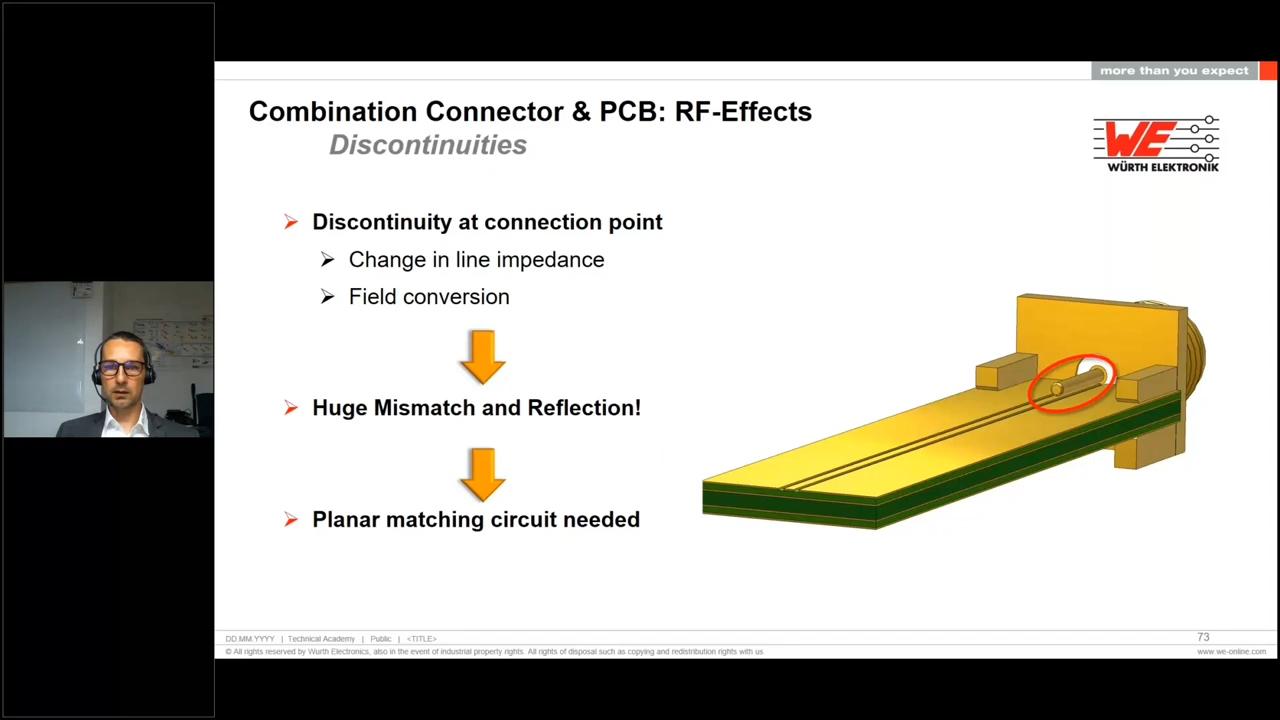 more than you expect
Combination Connector & PCB: RF-Effects
Discontinuities
WE
WÜRTH ELEKTRONIK
Discontinuity at connection point
Change in line impedance
Field conversion
Huge Mismatch and Reflection!
Planar matching circuit needed
DD.MM.YYYY | Technical Academy | Public | <TITLE>
73
© All rights reserved by Wurth Electronics, also in the event of industrial property rights. All rights of disposal such as copying and redistribution rights with us.
www.we-online.com